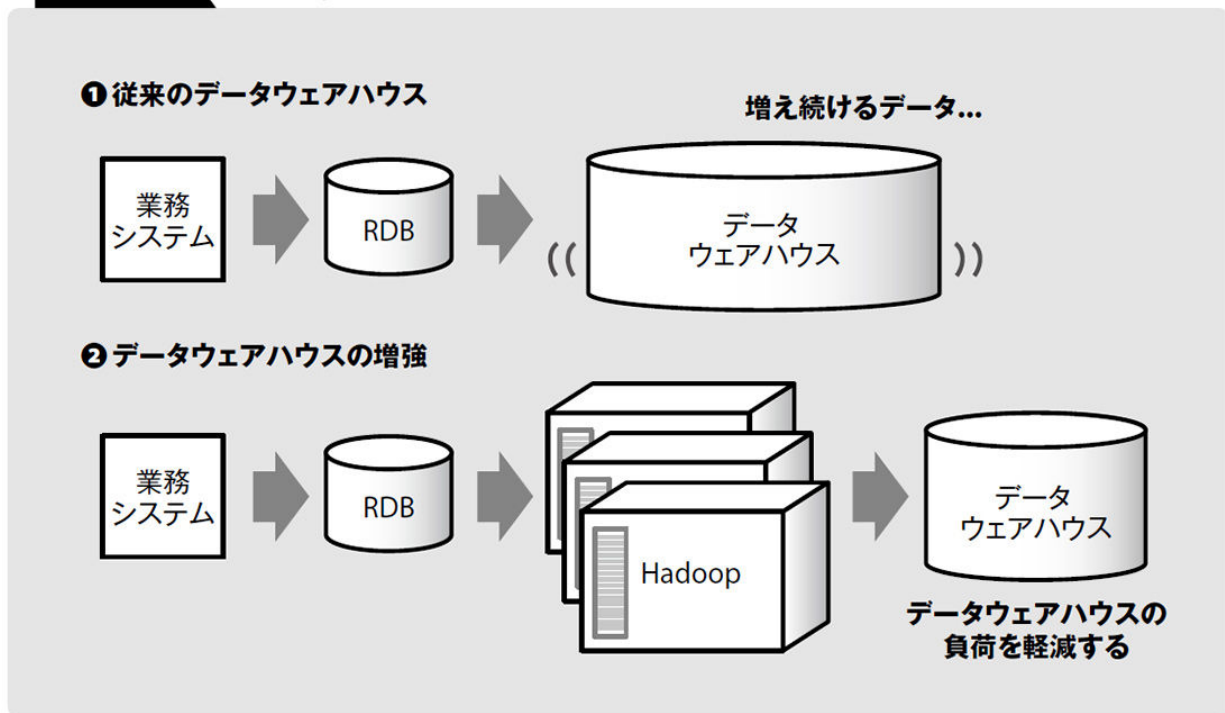 ❶従来のデータウェアハウス
増え続けるデータ...
業務
システム
RDB
データ
ウェアハウス
❷データウェアハウスの増強
業務
システム
RDB
Hadoop
データ
ウェアハウス
データウェアハウスの
負荷を軽減する